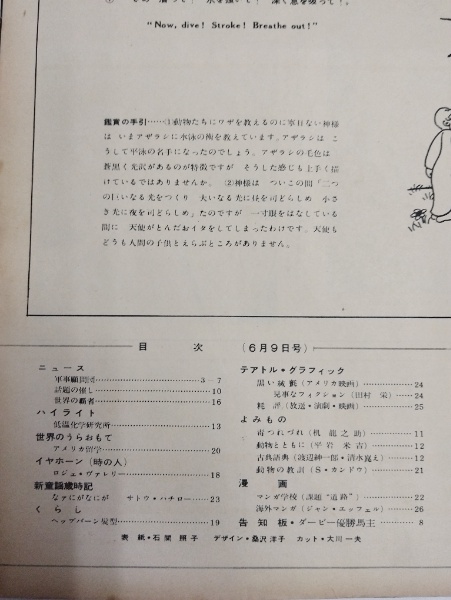 "Now, dive! Stroke! Breathe out!"
鑑賞の手引……①動物たちにワザを教えるのに寧日ない神様
は いまアザラシに水泳の術を教えています。アザラシは こ
うして平泳の名手になったのでしょう。アザラシの毛色は
蒼黒く光沢があるのが特徴ですが そうした感じも上手く描
けているではありませんか。 ②神様は ついこの間「二つ
の巨いなる光をつくり 大いなる光に昼を司どらしめ 小さ
き光に夜を司どらしめ」たのですが 一寸眼をはなしている
間に 天使がとんだおイタをしてしまったわけです。天使も
どうも人間の子供とえらぶところがありません。
目 次 (6月9日号)
ニュース
軍事顧問団 3－7
話題の催し 10
世界の覇者 16
ハイライト
低温化学研究所 13
世界のうらおもて
アメリカ留学 20
イヤホーン(時の人)
ロジェ・ヴァレリー 18
新童謡歳時記
なァにがなにが サトウ・ハチロー 23
くらし
ヘップバーン髪型 19
テアトル・グラフィック
黒い絨氈(アメリカ映画) 24
見事なフィクション(田村 栄) 24
粍 評(放送・演劇・映画) 25
よみもの
毒つれづれ(机 龍之助) 11
動物とともに(平岩 米吉) 12
古典語典(渡辺紳一郎・清水崑え) 12
動物の教訓(S・カンドウ) 21
漫 画
マンガ学校(課題"道路") 22
海外マンガ(ジャン・エッフェル) 26
告知板・ダービー優勝馬主 8
表 紙・石関 照子 デザイン・桑沢洋子 カット・大川一夫